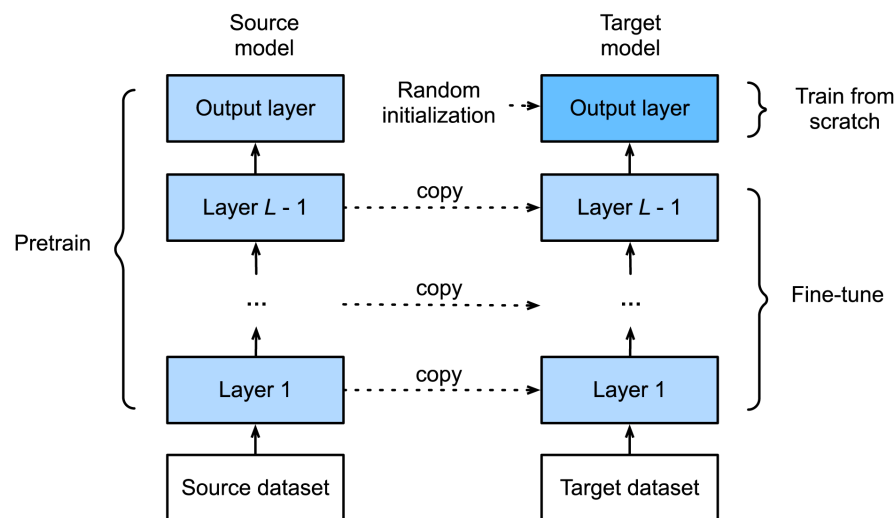 Source
model
Target
model
Output layer
Random
initialization
Output layer
Train from
scratch
Layer L - 1
copy
Layer L - 1
Pretrain
...
copy
...
Fine-tune
Layer 1
copy
Layer 1
Source dataset
Target dataset